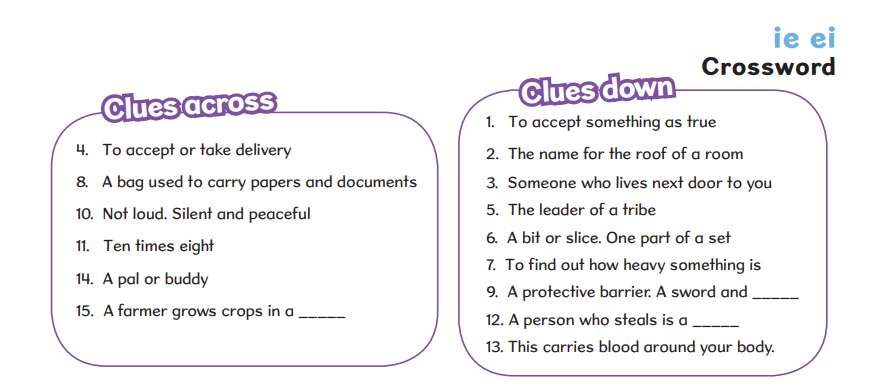 ie ei
Crossword
Clues across
4. To accept or take delivery
8. A bag used to carry papers and documents
10. Not loud. Silent and peaceful
11. Ten times eight
14. A pal or buddy
15. A farmer grows crops in a _____
Clues down
1. To accept something as true
2. The name for the roof of a room
3. Someone who lives next door to you
5. The leader of a tribe
6. A bit or slice. One part of a set
7. To find out how heavy something is
9. A protective barrier. A sword and _____
12. A person who steals is a _____
13. This carries blood around your body.